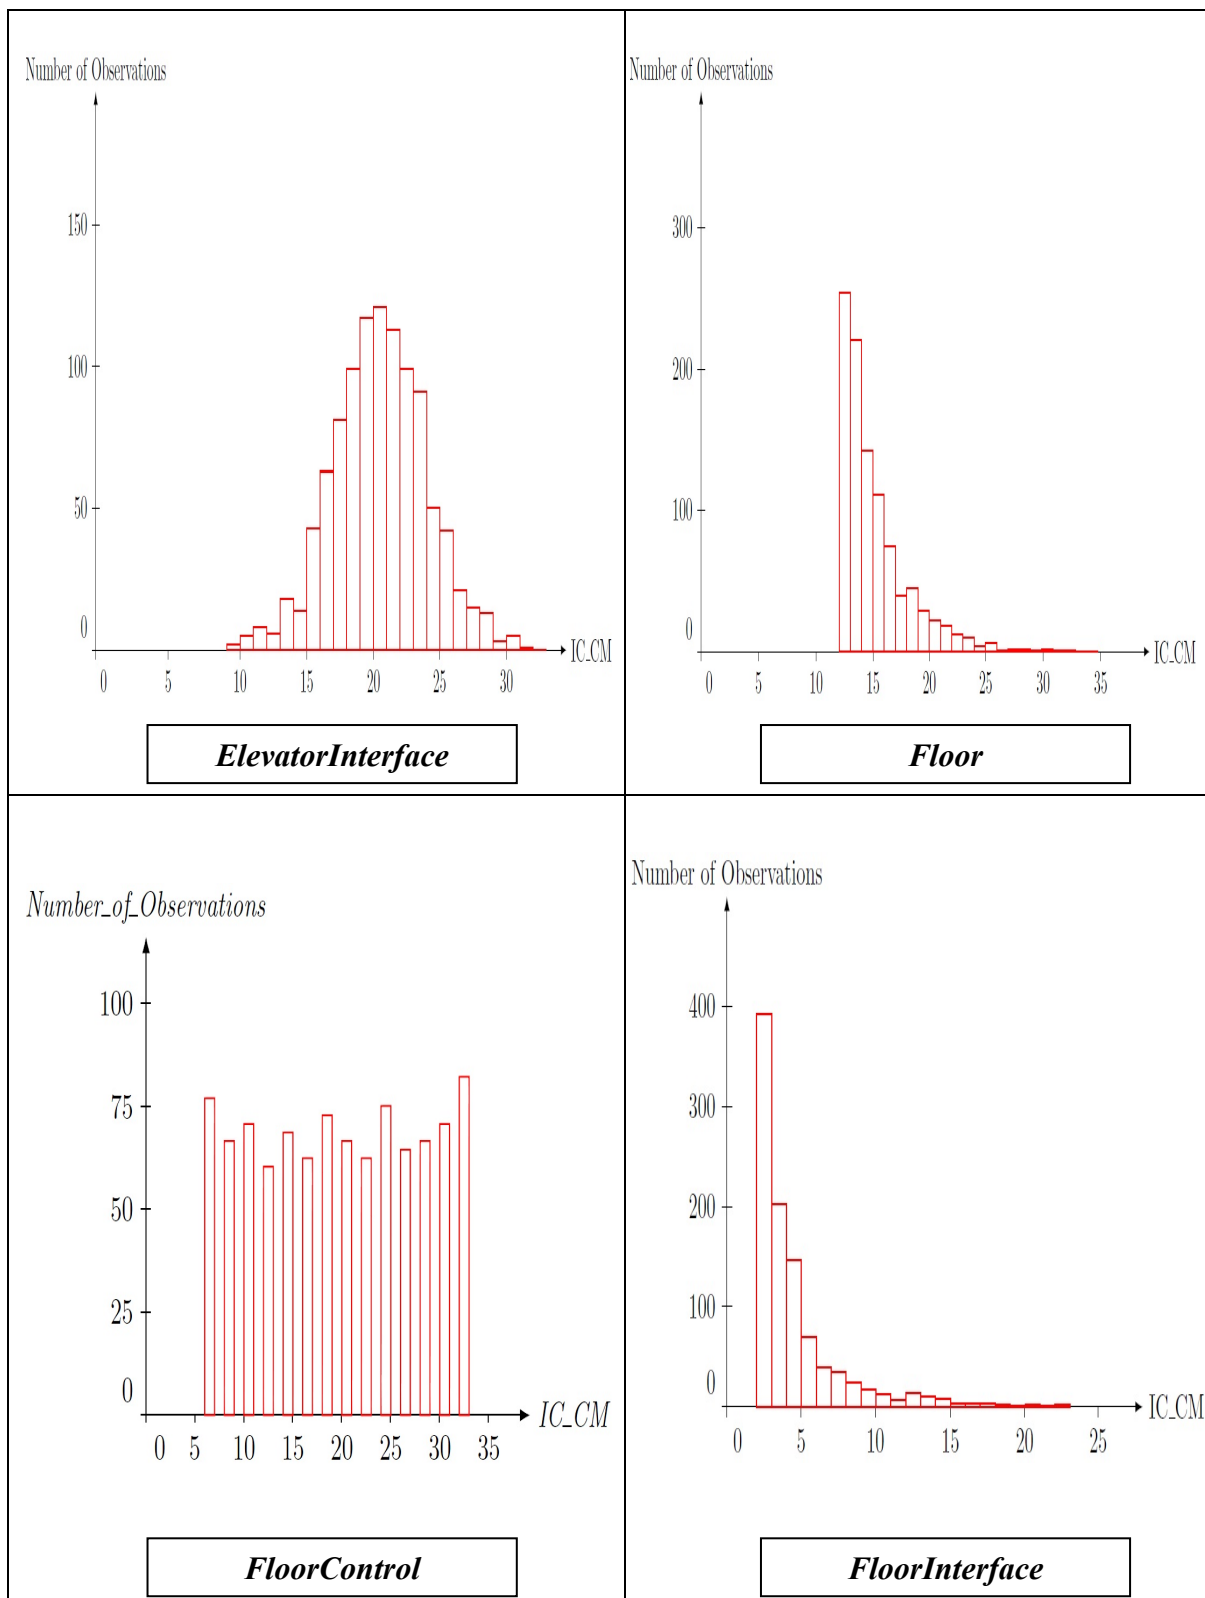 Number of Observations
150
100
50
0
IC_CM
0 5 10 15 20 25 30
ElevatorInterface
Number of Observations
300
200
100
0
IC_CM
0 5 10 15 20 25 30 35
Floor
Number_of_Observations
100
75
50
25
0
IC_CM
0 5 10 15 20 25 30 35
FloorControl
Number of Observations
400
300
200
100
0
IC_CM
0 5 10 15 20 25
FloorInterface